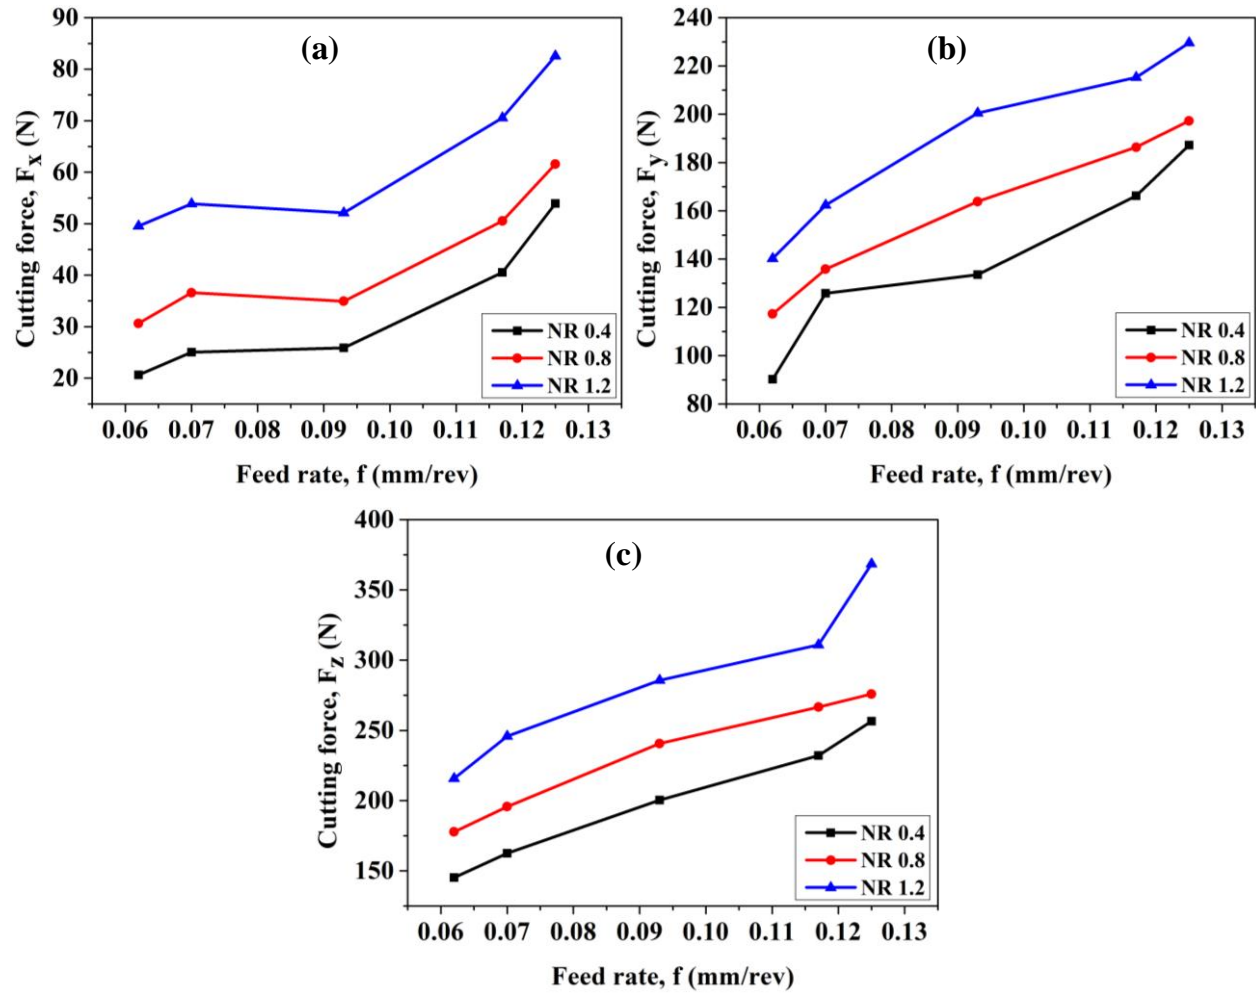 (a)
Cutting force, Fx (N)
90
80
70
60
50
40
30
20
0.06 0.07 0.08 0.09 0.10 0.11 0.12 0.13
Feed rate, f (mm/rev)
NR 0.4
NR 0.8
NR 1.2
(b)
Cutting force, Fy (N)
240
220
200
180
160
140
120
100
80
0.06 0.07 0.08 0.09 0.10 0.11 0.12 0.13
Feed rate, f (mm/rev)
NR 0.4
NR 0.8
NR 1.2
(c)
Cutting force, Fz (N)
400
350
300
250
200
150
0.06 0.07 0.08 0.09 0.10 0.11 0.12 0.13
Feed rate, f (mm/rev)
NR 0.4
NR 0.8
NR 1.2